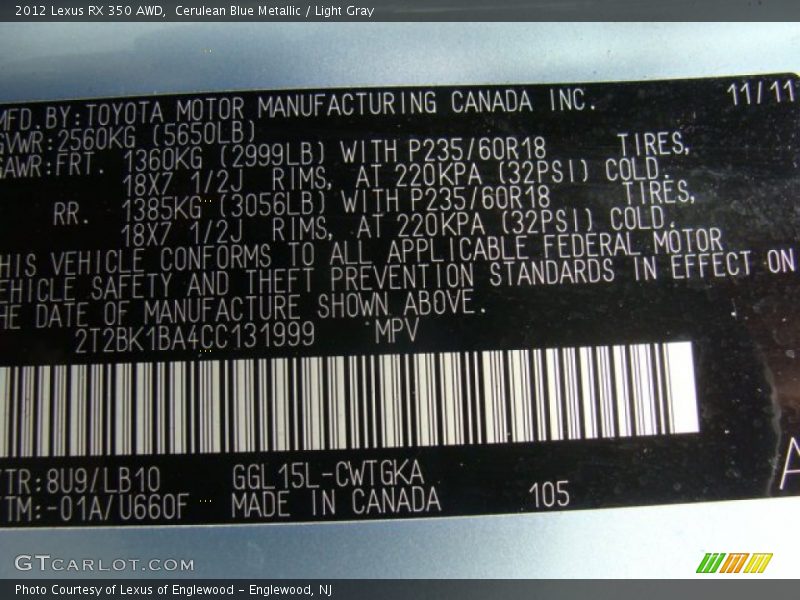 2012 Lexus RX 350 AWD,  Cerulean Blue Metallic / Light Gray
MFD.BY:TOYOTA MOTOR MANUFACTURING CANADA INC. 11/11
GVWR:2560KG (5650LB)
GAWR:FRT. 1360KG (2999LB) WITH P235/60R18 TIRES,
18X7 1/2J RIMS, AT 220KPA (32PSI) COLD.
RR. 1385KG (3056LB) WITH P235/60R18 TIRES,
18X7 1/2J RIMS, AT 220KPA (32PSI) COLD.
HIS VEHICLE CONFORMS TO ALL APPLICABLE FEDERAL MOTOR
EHICLE SAFETY AND THEFT PREVENTION STANDARDS IN EFFECT ON
HE DATE OF MANUFACTURE SHOWN ABOVE.
2T2BK1BA4CC131999 MPV
TR:8U9/LB10 GGL15L-CWTGKA
TM:-01A/U660F MADE IN CANADA 105
A
GTCARLOT.COM
Photo Courtesy of Lexus of Englewood – Englewood, NJ